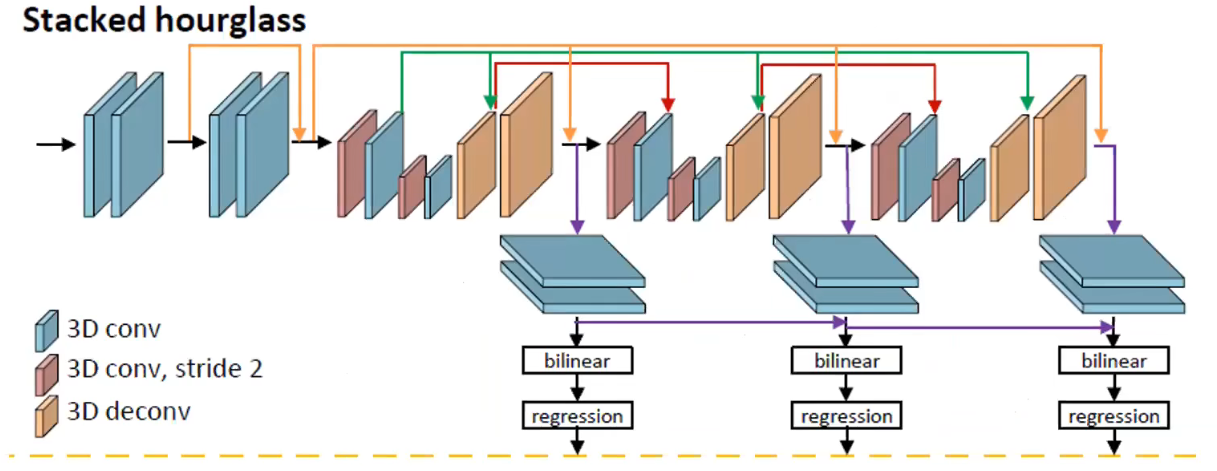 Stacked hourglass
3D conv
3D conv, stride 2
3D deconv
bilinear
bilinear
bilinear
regression
regression
regression